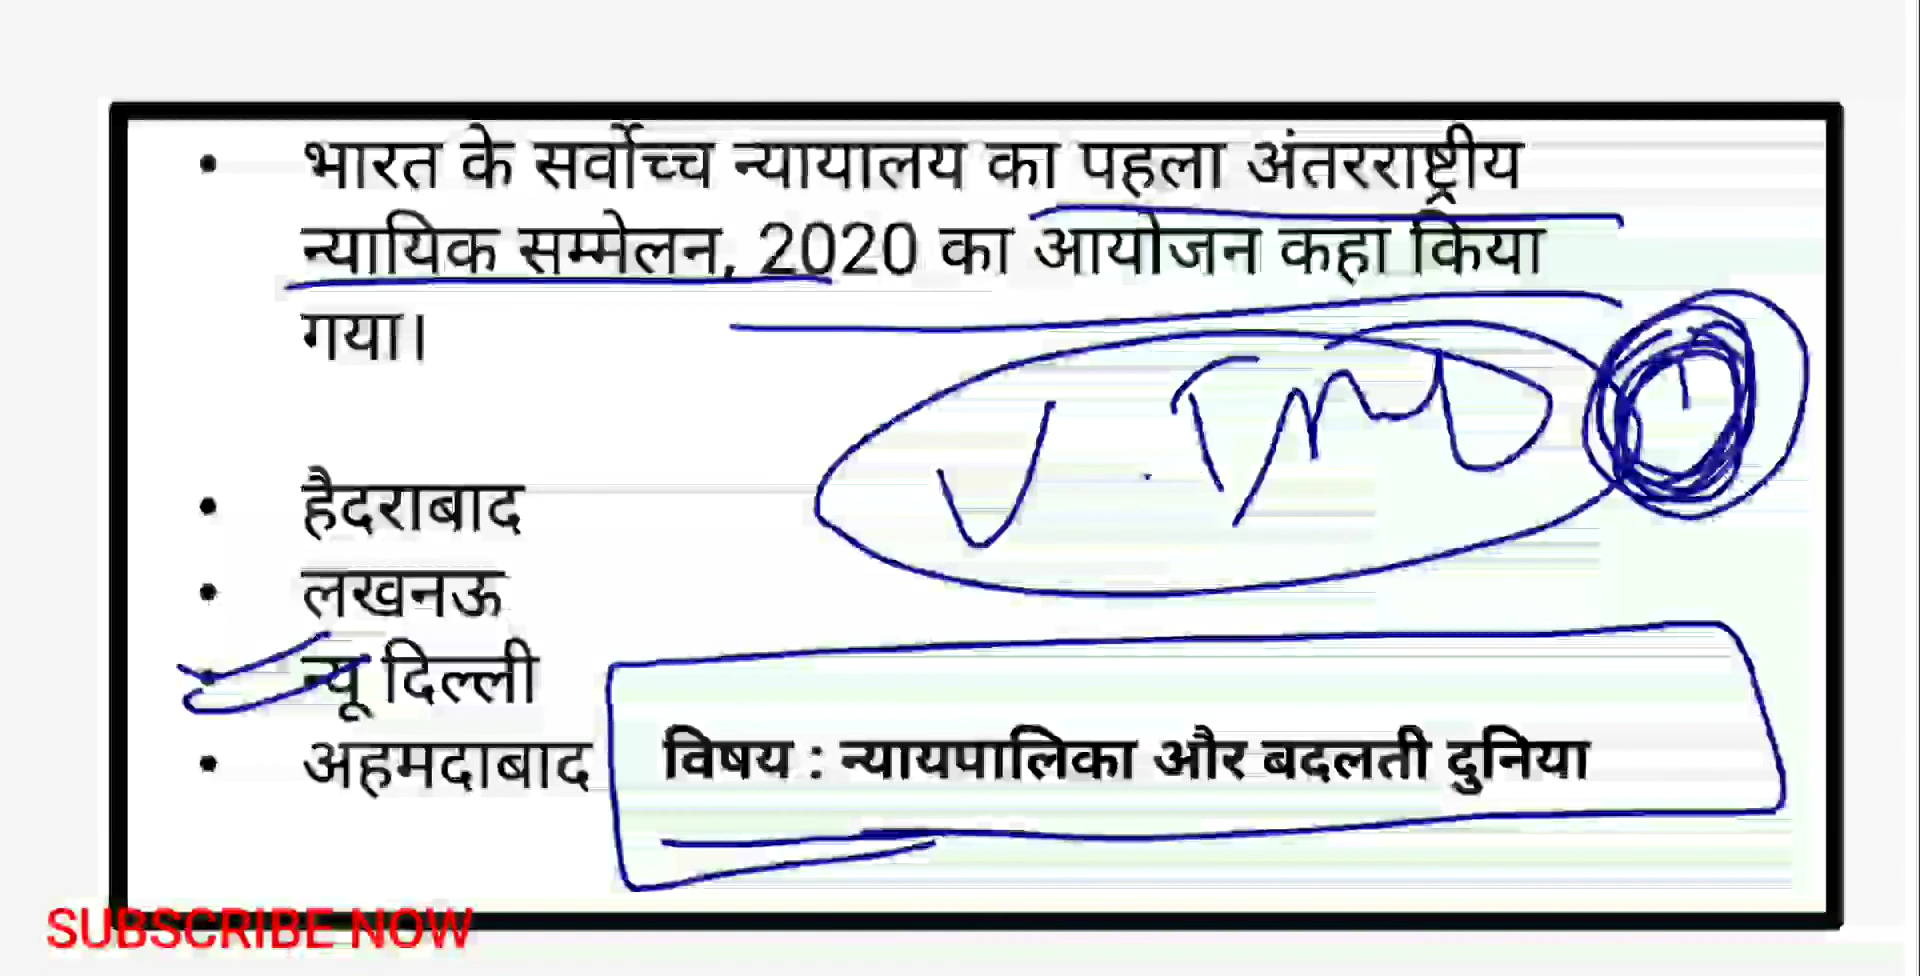 • भारत के सर्वोच्च न्यायालय का पहला अंतरराष्ट्रीय
न्यायिक सम्मेलन, 2020 का आयोजन कहा किया
गया।
V. Imp
• हैदराबाद
• लखनऊ
• न्यू दिल्ली
• अहमदाबाद
विषय : न्यायपालिका और बदलती दुनिया
SUBSCRIBE NOW